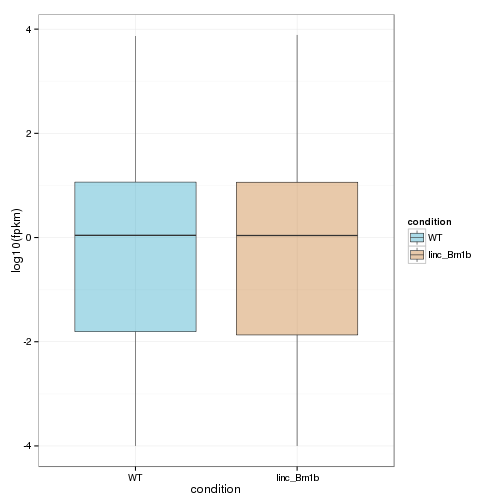 4
2
0
-2
-4
log10(fpkm)
WT
linc_Brn1b
condition
condition
WT
linc_Brn1b